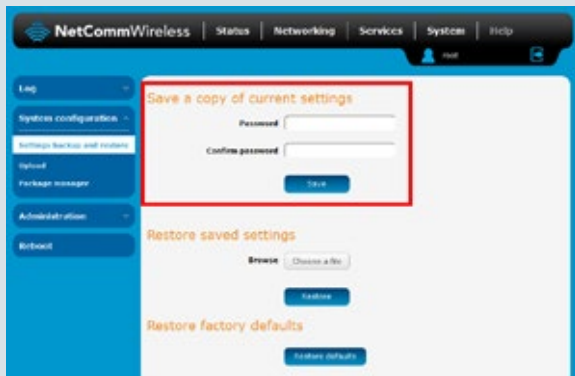 NetCommWireless Status Networking Services System Help
root
Log
System configuration
Settings backup and restore
Upload
Package manager
Administration
Reboot
Save a copy of current settings
Password
Confirm password
Save
Restore saved settings
Browse Choose a file
Restore
Restore factory defaults
Restore defaults